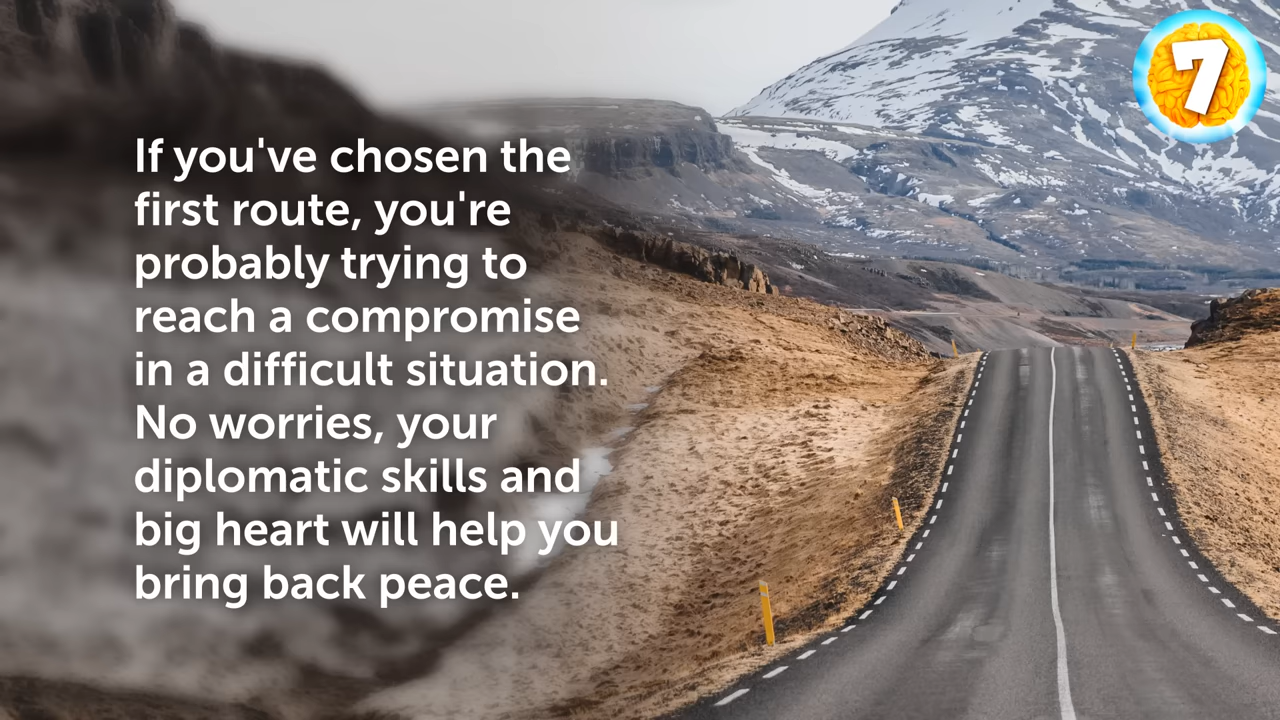 7
If you've chosen the
first route, you're
probably trying to
reach a compromise
in a difficult situation.
No worries, your
diplomatic skills and
big heart will help you
bring back peace.